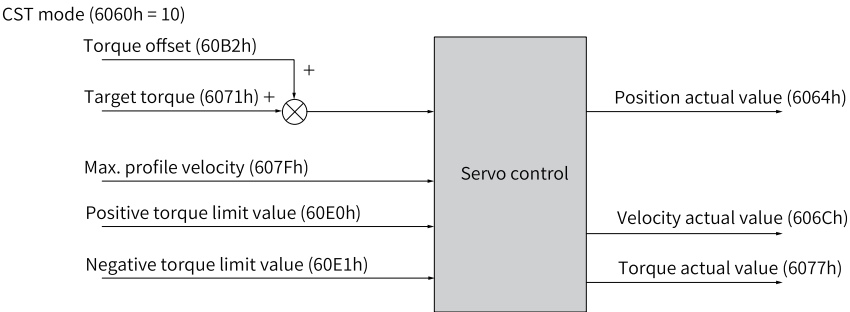 CST mode (6060h = 10)
Torque offset (60B2h)
+
Target torque (6071h) +
Position actual value (6064h)
Max. profile velocity (607Fh)
Servo control
Positive torque limit value (60E0h)
Velocity actual value (606Ch)
Negative torque limit value (60E1h)
Torque actual value (6077h)